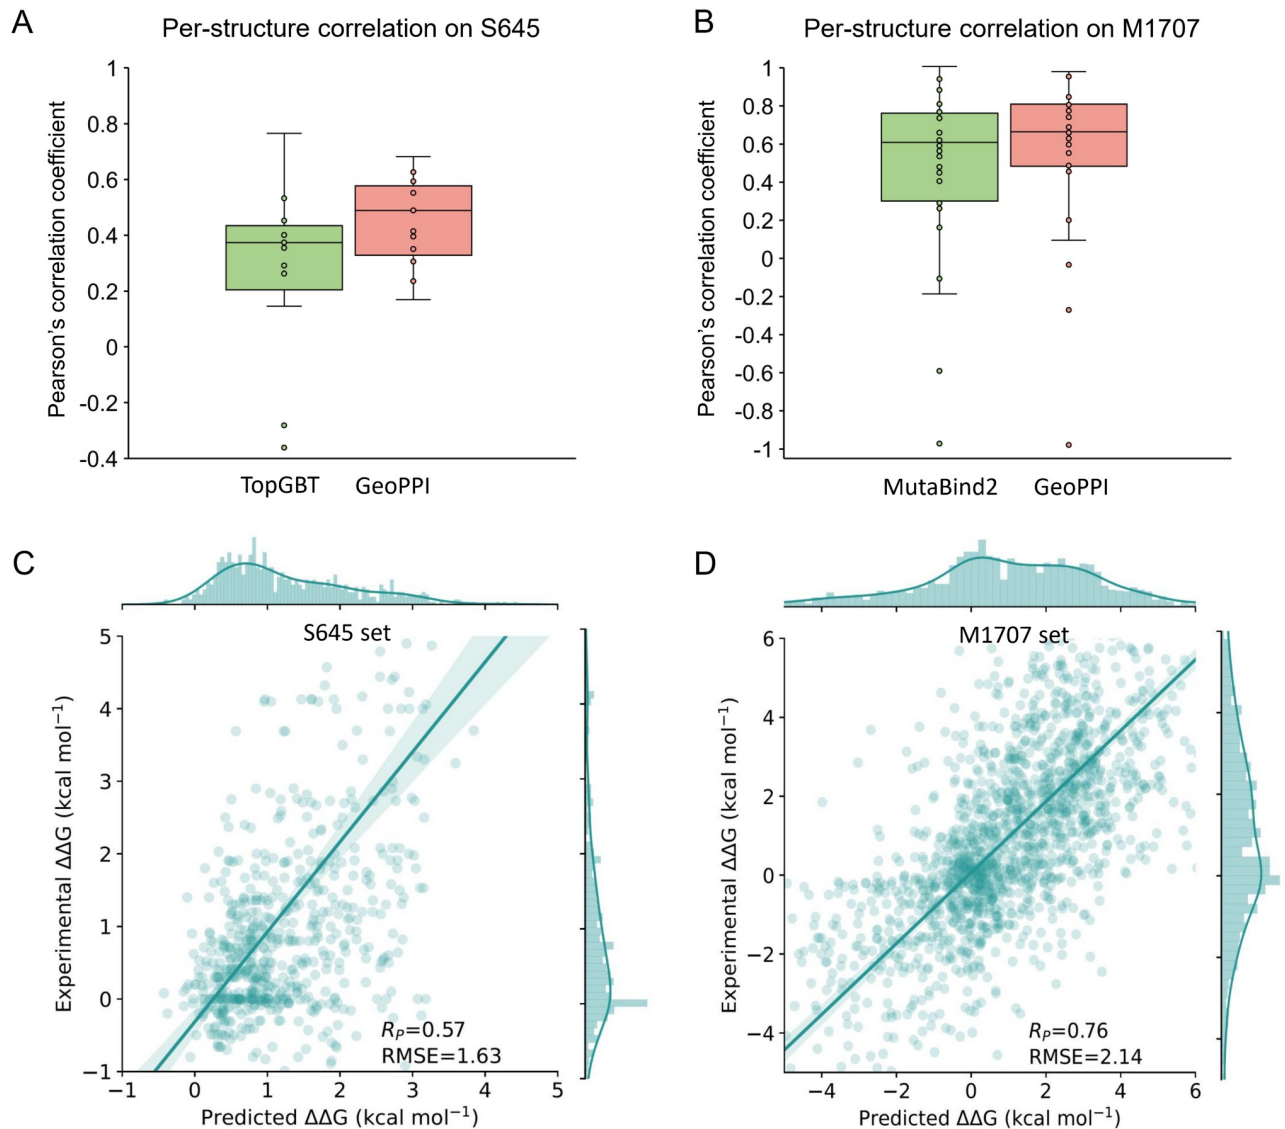 A
Per-structure correlation on S645
Pearson's correlation coefficient
1
0.8
0.6
0.4
0.2
0
-0.2
-0.4
TopGBT GeoPPI
B
Per-structure correlation on M1707
Pearson's correlation coefficient
1
0.8
0.6
0.4
0.2
0
-0.2
-0.4
-0.6
-0.8
-1
MutaBind2 GeoPPI
C
S645 set
Experimental ΔΔG (kcal mol⁻¹)
5
4
3
2
1
0
−1
R_P=0.57
RMSE=1.63
−1 0 1 2 3 4 5
Predicted ΔΔG (kcal mol⁻¹)
D
M1707 set
Experimental ΔΔG (kcal mol⁻¹)
6
4
2
0
−2
−4
R_P=0.76
RMSE=2.14
−4 −2 0 2 4 6
Predicted ΔΔG (kcal mol⁻¹)